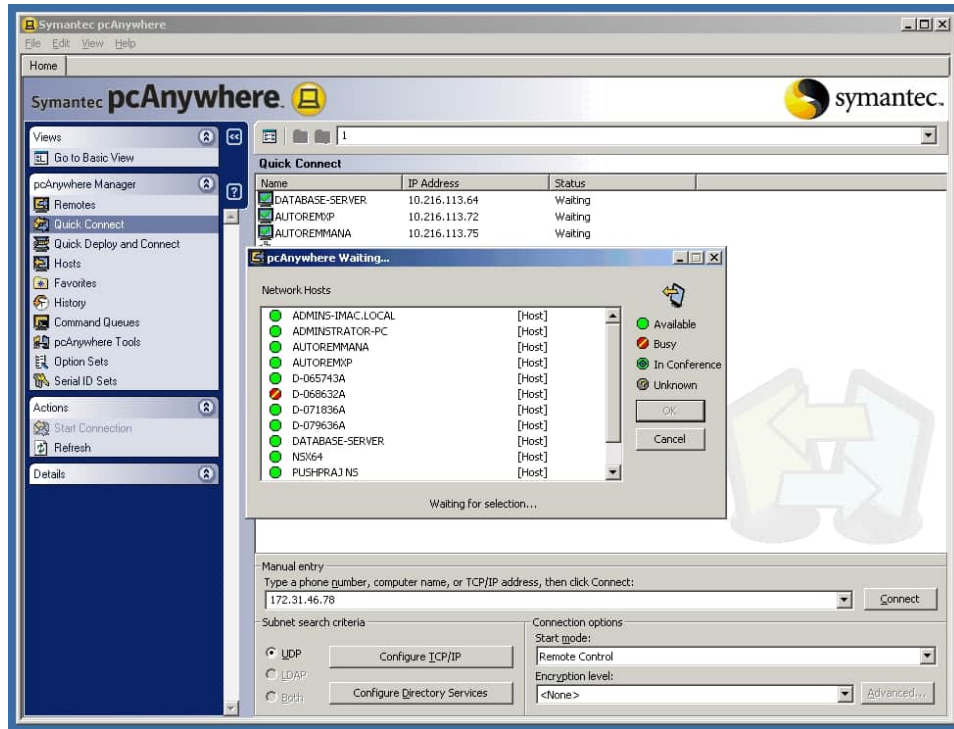 Symantec pcAnywhere
File Edit View Help
Home
Symantec pcAnywhere.
symantec.
Views
Go to Basic View
pcAnywhere Manager
Remotes
Quick Connect
Quick Deploy and Connect
Hosts
Favorites
History
Command Queues
pcAnywhere Tools
Option Sets
Serial ID Sets
Actions
Start Connection
Refresh
Details
1
Quick Connect
Name IP Address Status
DATABASE-SERVER 10.216.113.64 Waiting
AUTOREMXP 10.216.113.72 Waiting
AUTOREMMANA 10.216.113.75 Waiting
pcAnywhere Waiting...
Network Hosts
ADMINS-IMAC.LOCAL [Host]
ADMINSTRATOR-PC [Host]
AUTOREMMANA [Host]
AUTOREMXP [Host]
D-065743A [Host]
D-068632A [Host]
D-071836A [Host]
D-079636A [Host]
DATABASE-SERVER [Host]
NSX64 [Host]
PUSHPRAJ NS [Host]
Available
Busy
In Conference
Unknown
OK
Cancel
Waiting for selection...
Manual entry
Type a phone number, computer name, or TCP/IP address, then click Connect:
172.31.46.78
Connect
Subnet search criteria
UDP
LDAP
Both
Configure TCP/IP
Configure Directory Services
Connection options
Start mode:
Remote Control
Encryption level:
<None>
Advanced...